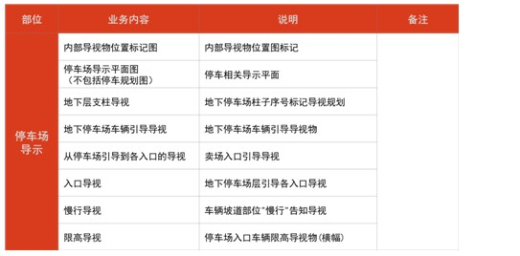 部位 业务内容 说明 备注
停车场
导示
内部导视物位置标记图 内部导视物位置图标记
停车场导示平面图
（不包括停车规划图） 停车相关导示平面
地下层支柱导视 地下停车场柱子序号标记导视规划
地下停车场车辆引导导视 地下停车场车辆引导导视物
从停车场引导到各入口的导视 卖场入口引导导视
入口导视 地下停车场层引导各入口导视
慢行导视 车辆坡道部位"慢行"告知导视
限高导视 停车场入口车辆限高导视物(横幅)